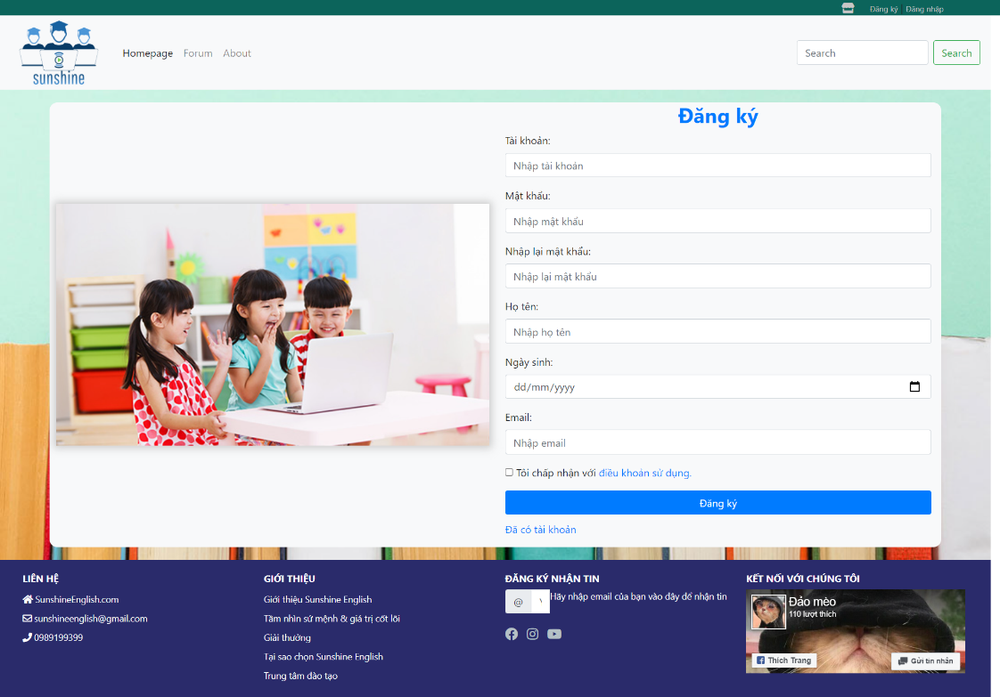 Đăng ký | Đăng nhập
sunshine
Homepage Forum About
Search Search
Đăng ký
Tài khoản:
Nhập tài khoản
Mật khẩu:
Nhập mật khẩu
Nhập lại mật khẩu:
Nhập lại mật khẩu
Họ tên:
Nhập họ tên
Ngày sinh:
dd/mm/yyyy
Email:
Nhập email
Tôi chấp nhận với điều khoản sử dụng.
Đăng ký
Đã có tài khoản
LIÊN HỆ
SunshineEnglish.com
sunshineenglish@gmail.com
0989199399
GIỚI THIỆU
Giới thiệu Sunshine English
Tầm nhìn sứ mệnh & giá trị cốt lõi
Giải thưởng
Tại sao chọn Sunshine English
Trung tâm đào tạo
ĐĂNG KÝ NHẬN TIN
@ Hãy nhập email của bạn vào đây để nhận tin
KẾT NỐI VỚI CHÚNG TÔI
Đảo mèo
110 lượt thích
Thích Trang
Gửi tin nhắn